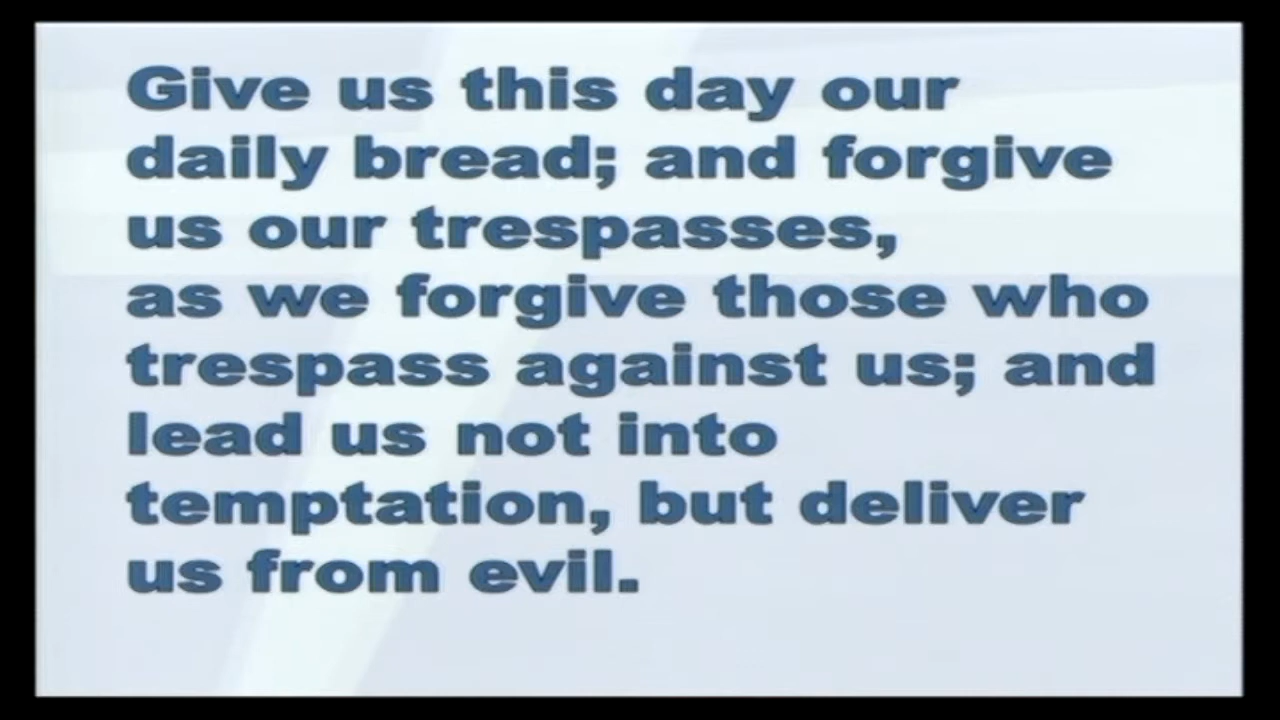 Give us this day our
daily bread; and forgive
us our trespasses,
as we forgive those who
trespass against us; and
lead us not into
temptation, but deliver
us from evil.